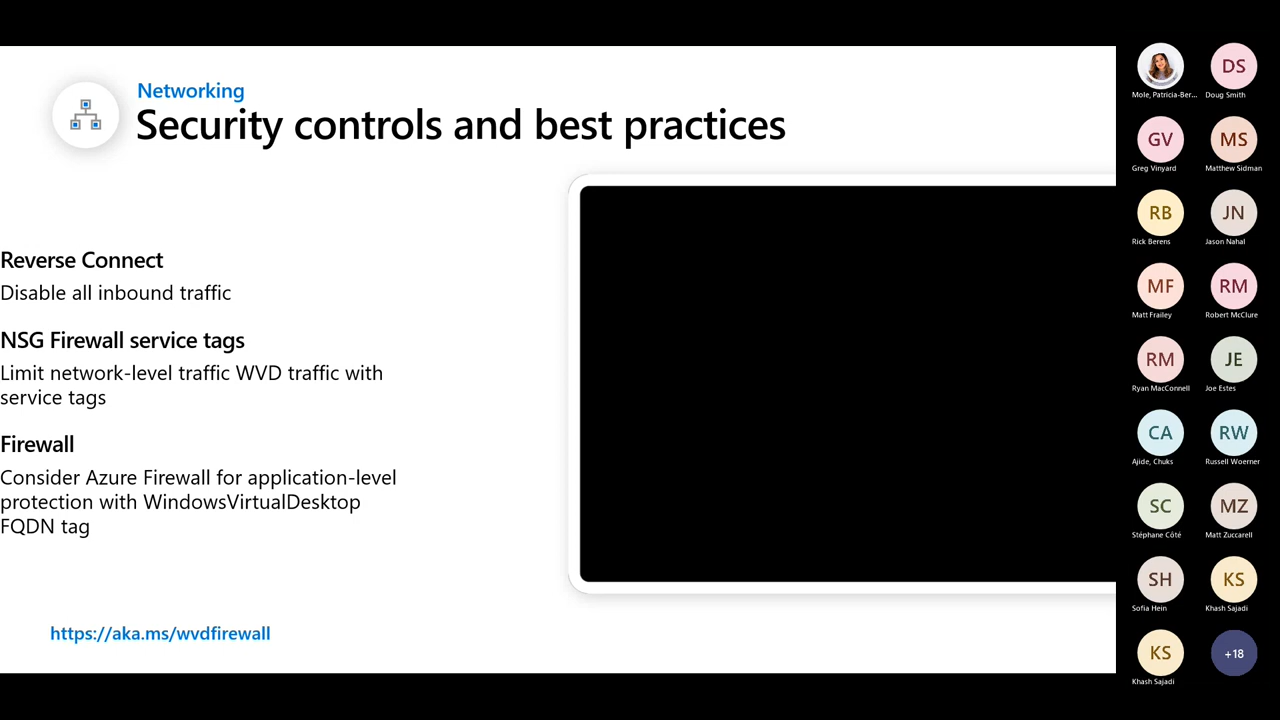 Networking
Security controls and best practices
Reverse Connect
Disable all inbound traffic
NSG Firewall service tags
Limit network-level traffic WVD traffic with
service tags
Firewall
Consider Azure Firewall for application-level
protection with WindowsVirtualDesktop
FQDN tag
https://aka.ms/wvdfirewall
Mole, Patricia-Ber...
DS
Doug Smith
GV
Greg Vinyard
MS
Matthew Sidman
RB
Rick Berens
JN
Jason Nahal
MF
Matt Frailey
RM
Robert McClure
RM
Ryan MacConnell
JE
Joe Estes
CA
Ajide, Chuks
RW
Russell Woerner
SC
Stéphane Côté
MZ
Matt Zuccarell
SH
Sofia Hein
KS
Khash Sajadi
KS
Khash Sajadi
+18